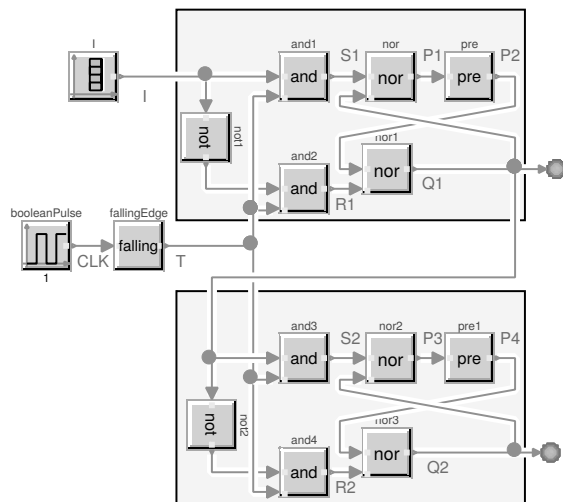 I
and1
S1
nor
P1
pre
P2
and
nor
pre
I
not
not1
and2
nor1
and
nor
R1
Q1
booleanPulse
fallingEdge
falling
CLK
T
1
and3
S2
nor2
P3
pre1
P4
and
nor
pre
not
not2
and4
nor3
and
nor
R2
Q2